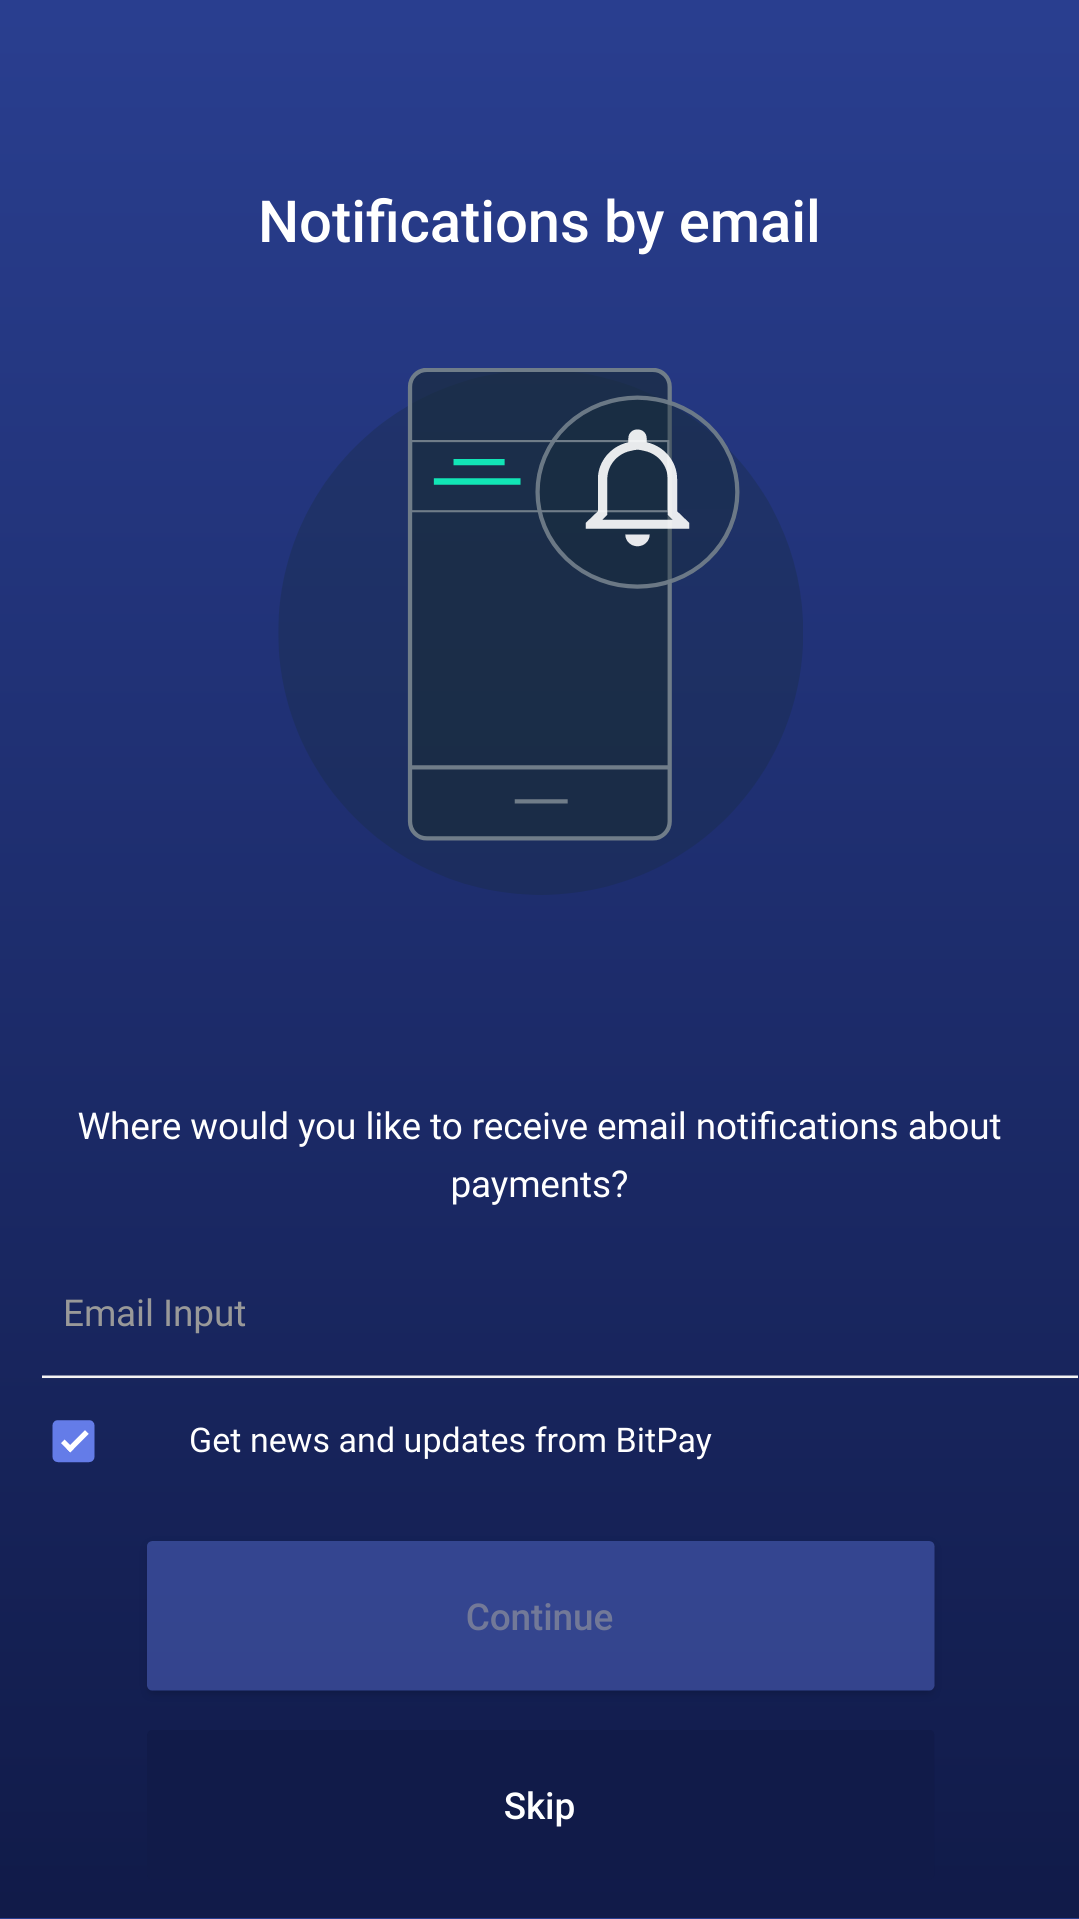 Notifications by email
Where would you like to receive email notifications about
payments?
Email Input
Get news and updates from BitPay
Continue
Skip